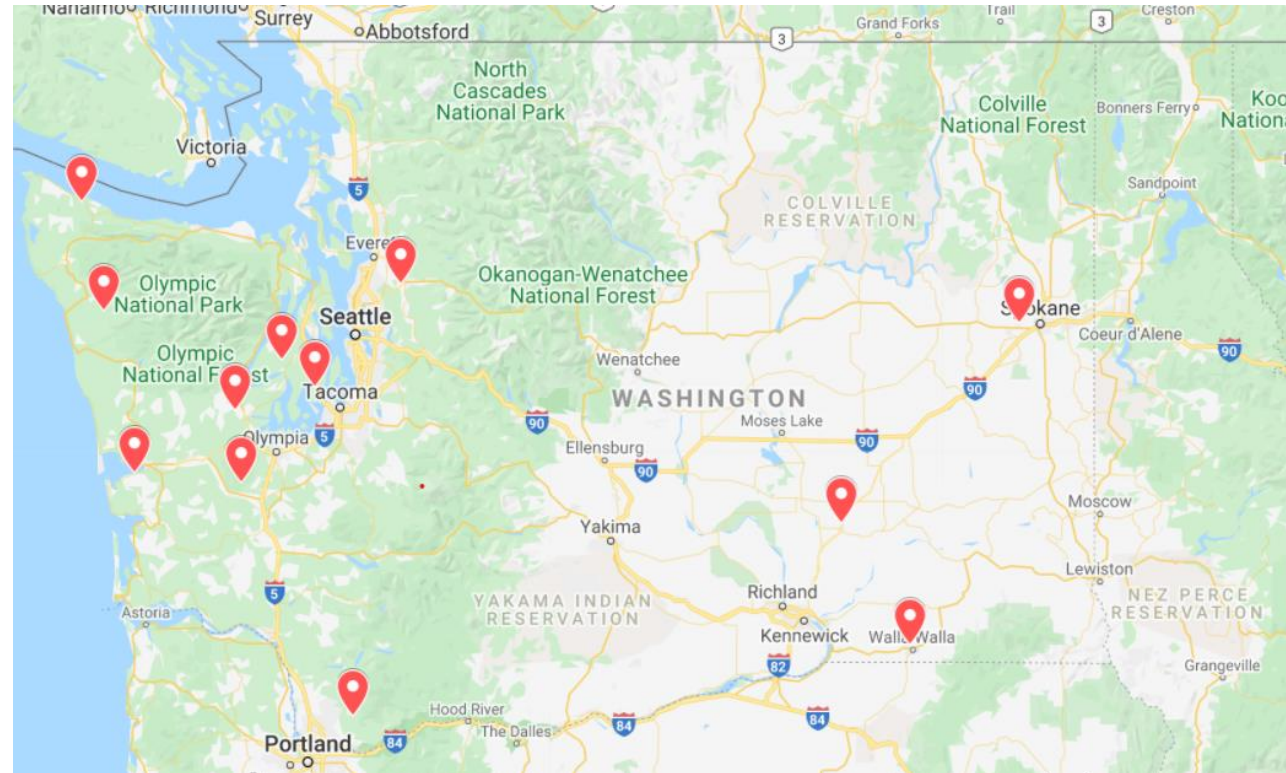 Nanaimo
Richmond
Surrey
Abbotsford
3
Grand Forks
Trail
3
Creston
North
Cascades
National Park
Colville
National Forest
Bonners Ferry
Victoria
5
COLVILLE
RESERVATION
Sandpoint
Olympic
National Park
Okanogan-Wenatchee
National Forest
Seattle
Spokane
Coeur d'Alene
90
Olympic
National Forest
Wenatchee
Tacoma
WASHINGTON
90
Moses Lake
90
90
Olympia
5
Ellensburg
90
Moscow
Yakima
Lewiston
5
Richland
NEZ PERCE
RESERVATION
Astoria
YAKAMA INDIAN
RESERVATION
Kennewick
Walla Walla
82
Grangeville
Hood River
The Dalles
84
84
84
Portland